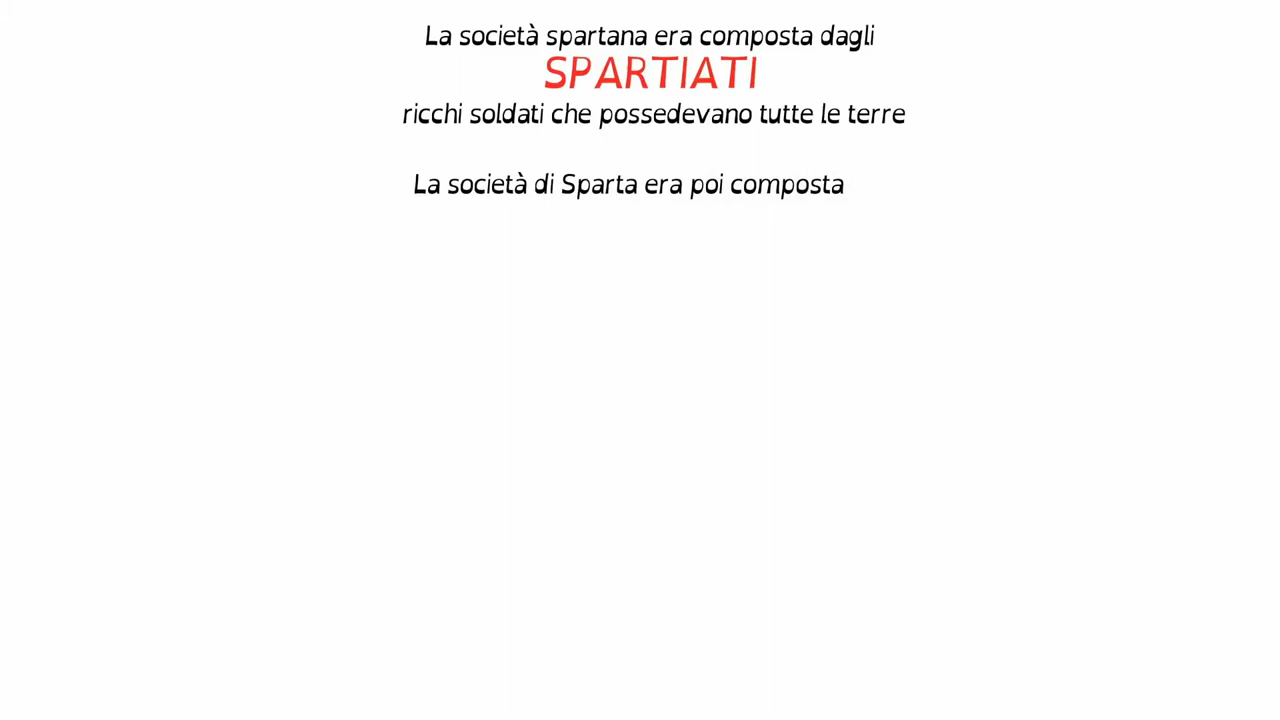 La società spartana era composta dagli
SPARTIATI
ricchi soldati che possedevano tutte le terre
La società di Sparta era poi composta